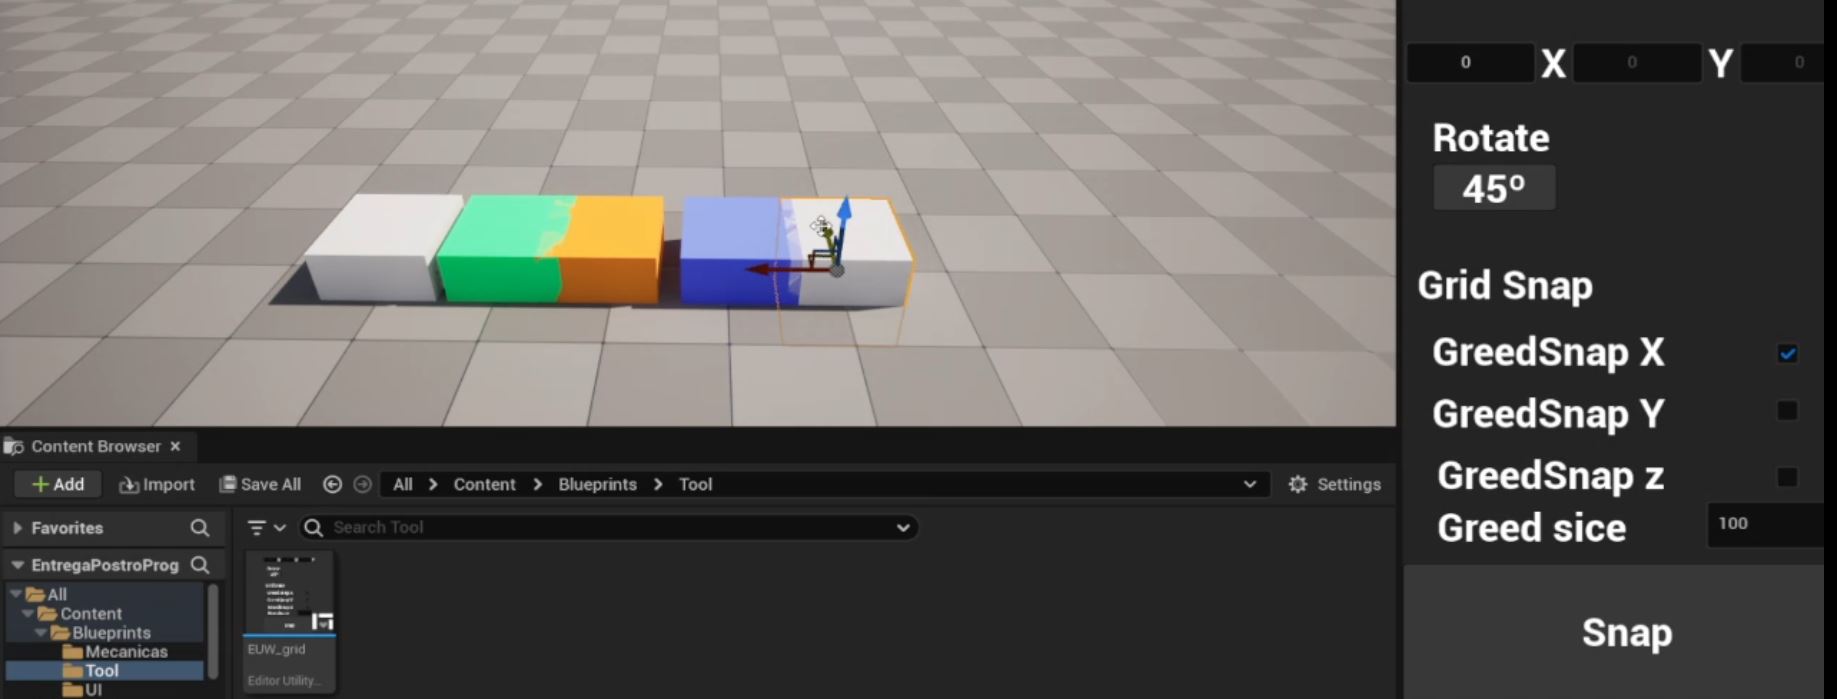 0 X 0 Y 0
Rotate
45º
Grid Snap
GreedSnap X
GreedSnap Y
GreedSnap z
Greed sice 100
Snap
Content Browser
Add Import Save All All > Content > Blueprints > Tool Settings
Favorites Search Tool
EntregaPostroProg
All
Content
Blueprints
Mecanicas
Tool
UI
EUW_grid
Editor Utility...